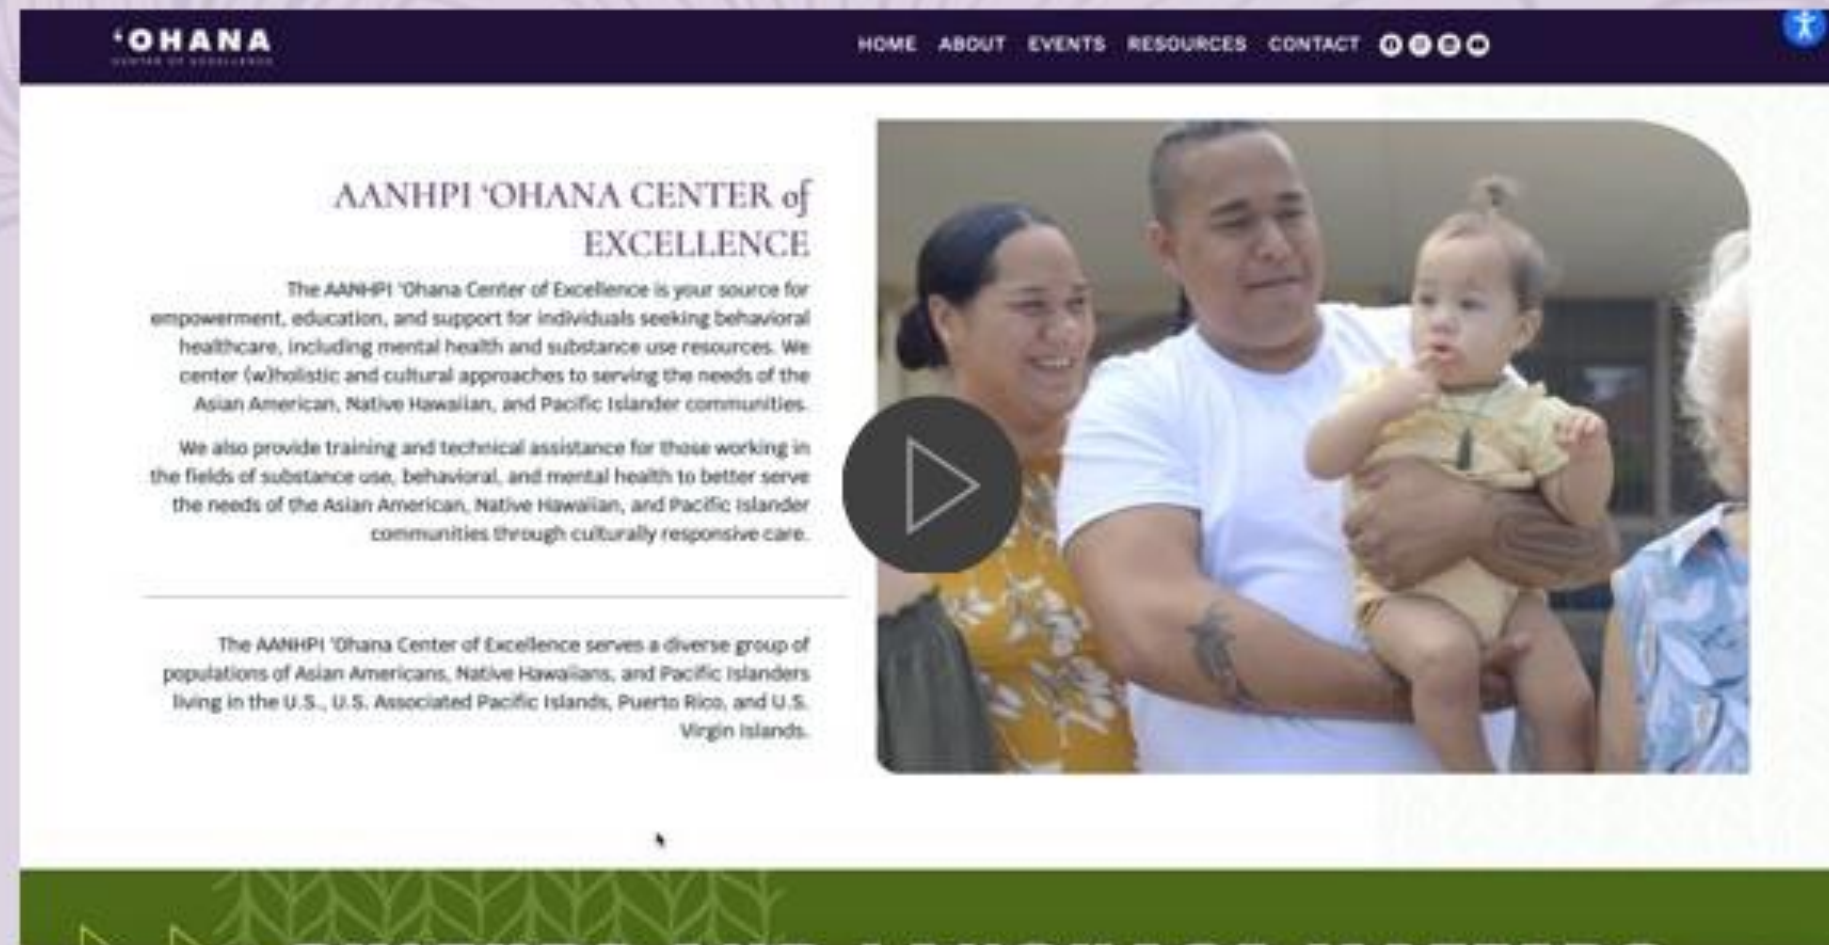 ‘OHANA
CENTER OF EXCELLENCE
HOME ABOUT EVENTS RESOURCES CONTACT
AANHPI ‘OHANA CENTER of
EXCELLENCE
The AANHPI ‘Ohana Center of Excellence is your source for
empowerment, education, and support for individuals seeking behavioral
healthcare, including mental health and substance use resources. We
center (w)holistic and cultural approaches to serving the needs of the
Asian American, Native Hawaiian, and Pacific Islander communities.
We also provide training and technical assistance for those working in
the fields of substance use, behavioral, and mental health to better serve
the needs of the Asian American, Native Hawaiian, and Pacific Islander
communities through culturally responsive care.
The AANHPI ‘Ohana Center of Excellence serves a diverse group of
populations of Asian Americans, Native Hawaiians, and Pacific Islanders
living in the U.S., U.S. Associated Pacific Islands, Puerto Rico, and U.S.
Virgin Islands.